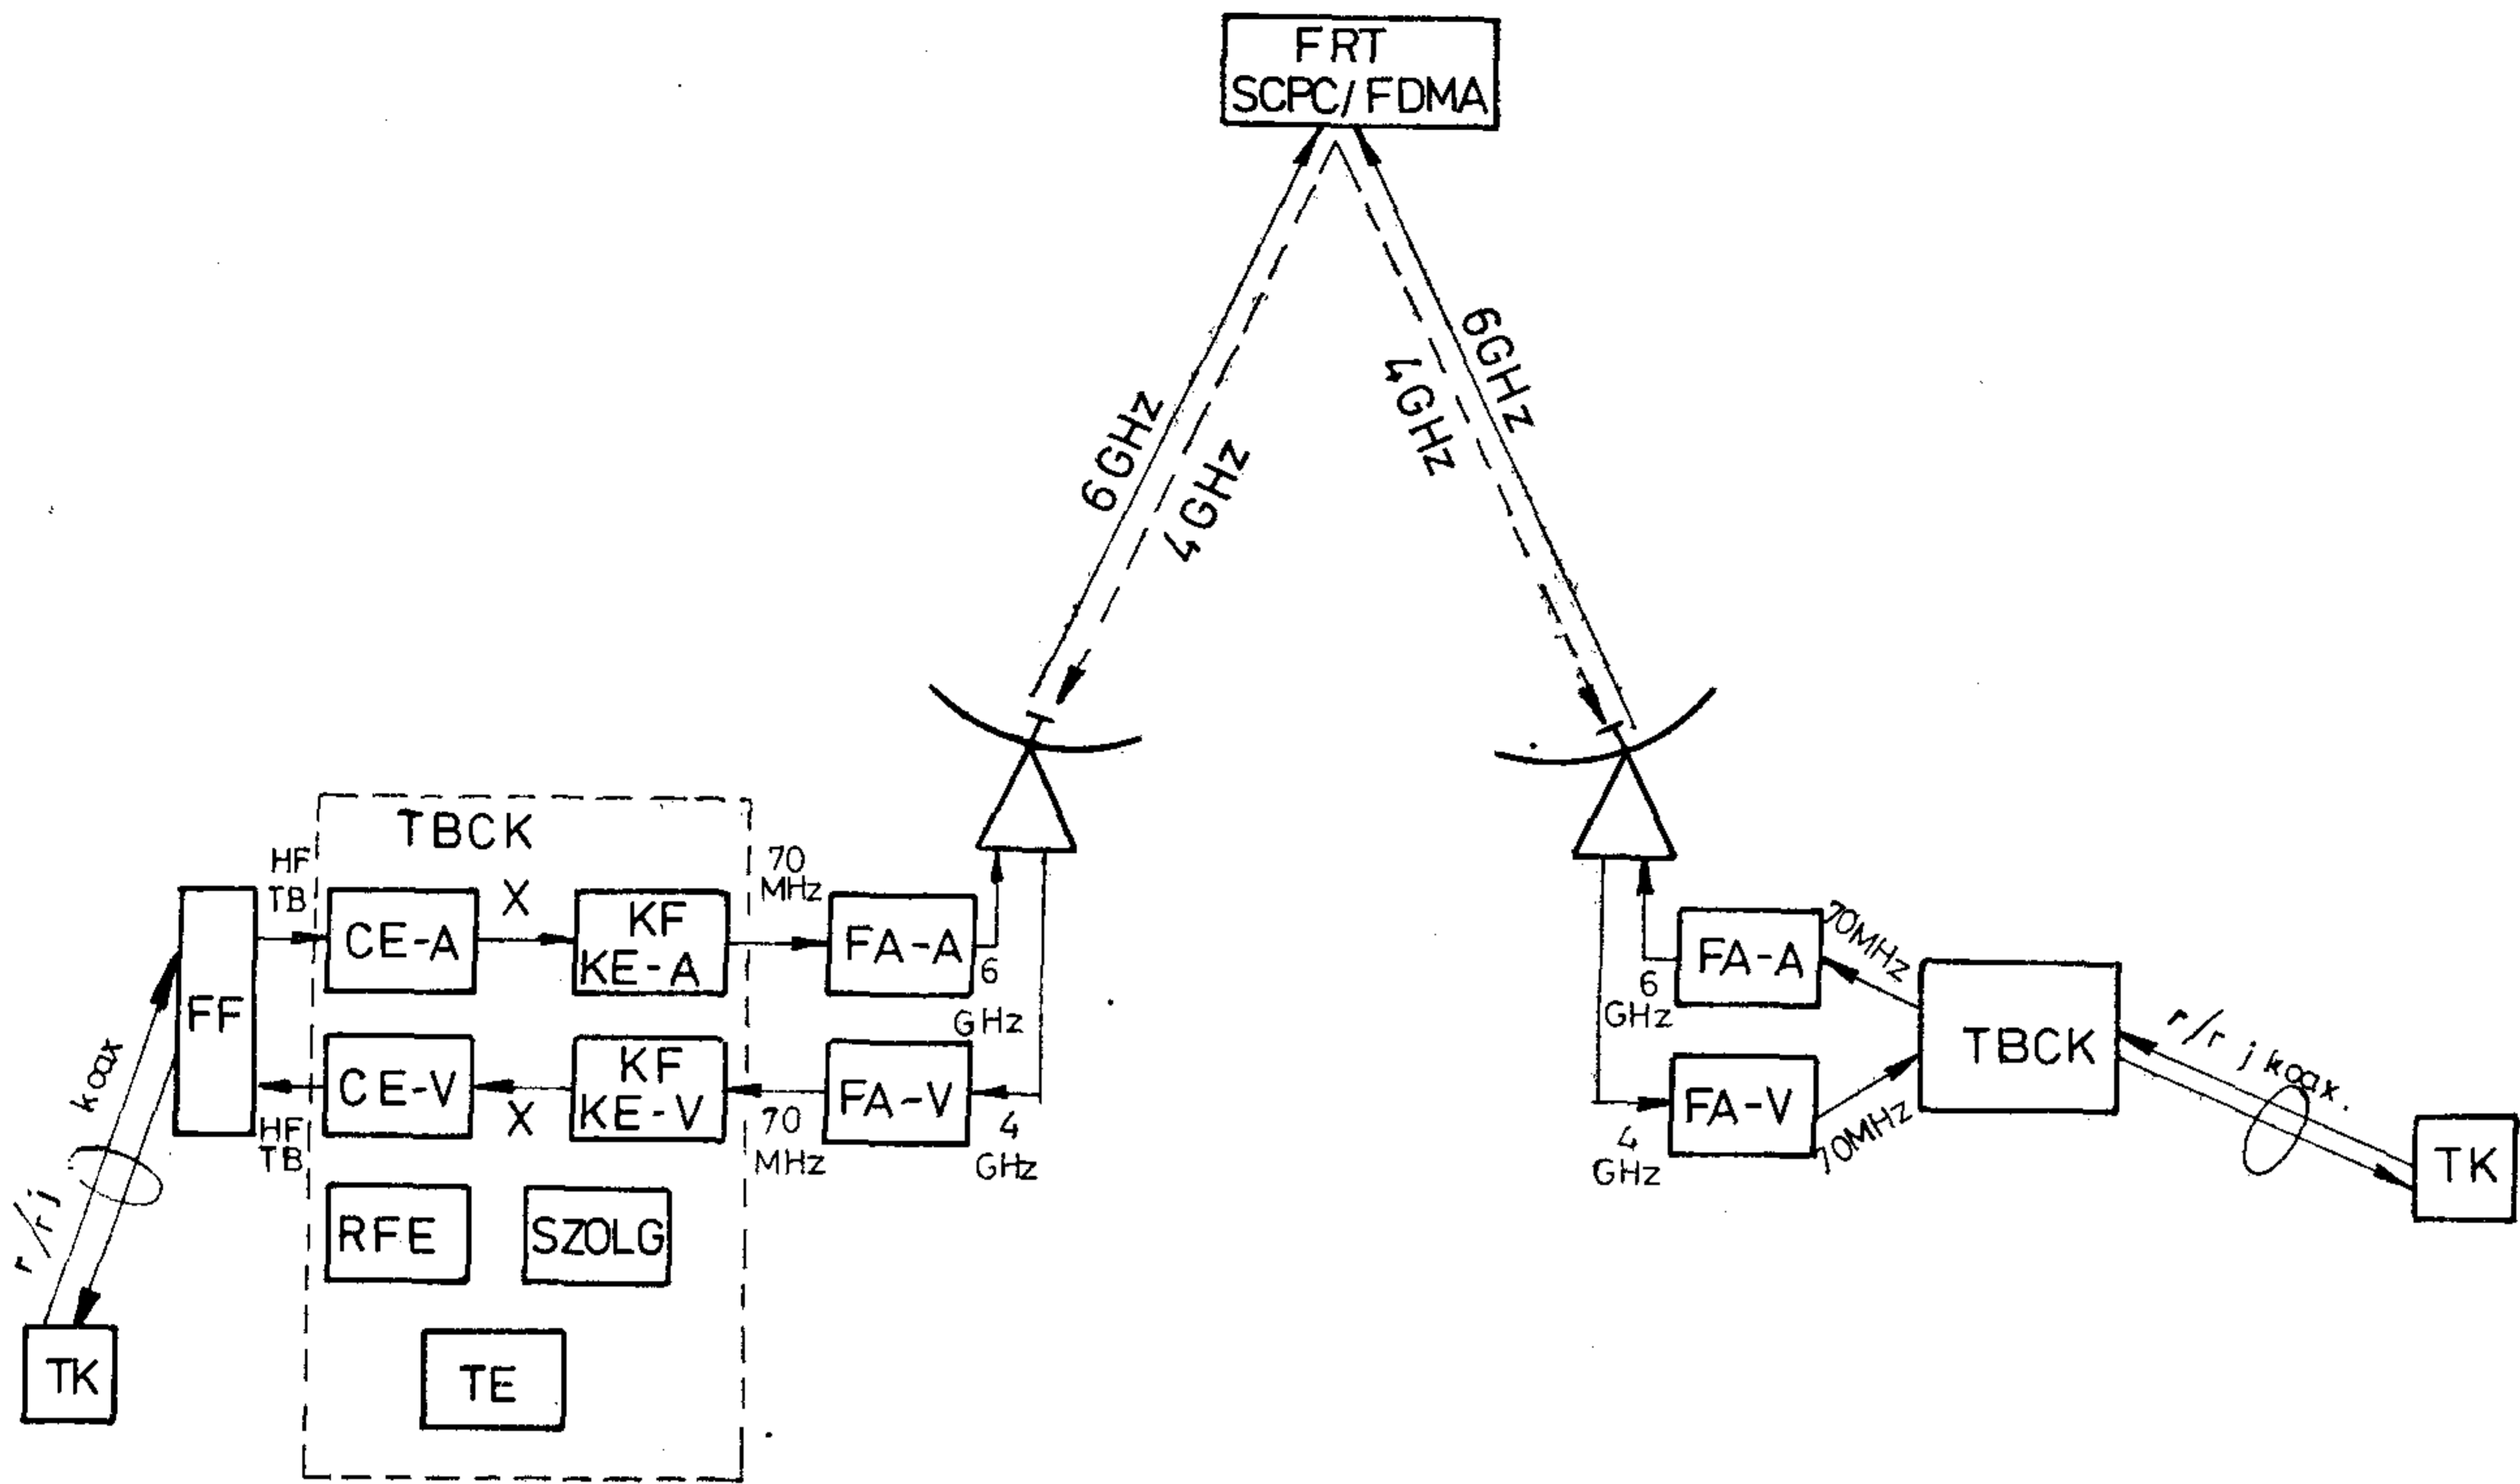 FRT
SCPC/FDMA
6GHz
4GHz
4GHz
6GHz
TBCK
HF
TB
X
70
MHz
CE-A
KF
KE-A
FA-A
6
GHz
FF
CE-V
X
KF
KE-V
FA-V
HF
TB
70
MHz
4
GHz
koax
r/rj
RFE
SZOLG
TE
TK
FA-A
70MHz
6
GHz
TBCK
FA-V
70MHz
4
GHz
r/rj koax.
TK